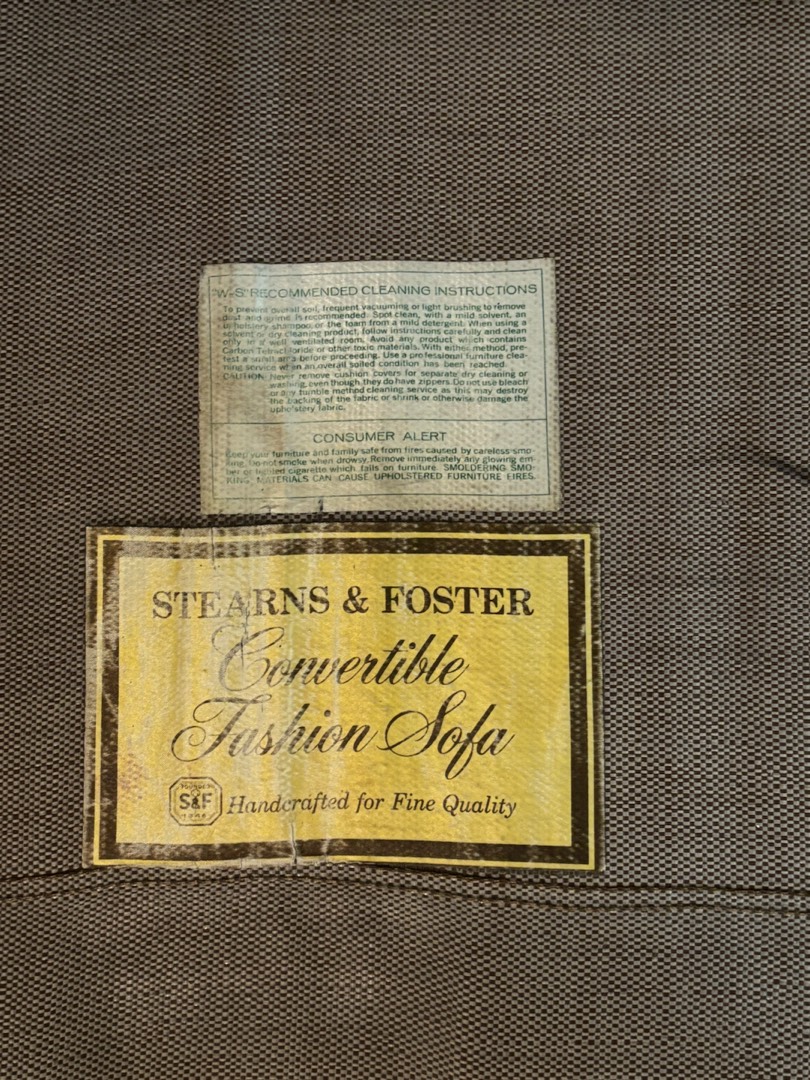 "W-S" RECOMMENDED CLEANING INSTRUCTIONS
To prevent overall soil, frequent vacuuming or light brushing to remove
dust and grime is recommended. Spot clean, with a mild solvent, an
upholstery shampoo, or the foam from a mild detergent. When using a
solvent or dry cleaning product, follow instructions carefully and clean
only in a well ventilated room. Avoid any product which contains
Carbon Tetrachloride or other toxic materials. With either method, pre-
test a small area before proceeding. Use a professional furniture clea-
ning service when an overall soiled condition has been reached.
CAUTION: Never remove cushion covers for separate dry cleaning or
washing, even though they do have zippers. Do not use bleach
or any tumble method cleaning service as this may destroy
the backing of the fabric or shrink or otherwise damage the
upholstery fabric.
CONSUMER ALERT
Keep your furniture and family safe from fires caused by careless smo-
king. Do not smoke when drowsy. Remove immediately any glowing em-
ber or lighted cigarette which falls on furniture. SMOLDERING SMO-
KING MATERIALS CAN CAUSE UPHOLSTERED FURNITURE FIRES.
STEARNS & FOSTER
Convertible
Fashion Sofa
FOUNDED
S&F
1846
Handcrafted for Fine Quality